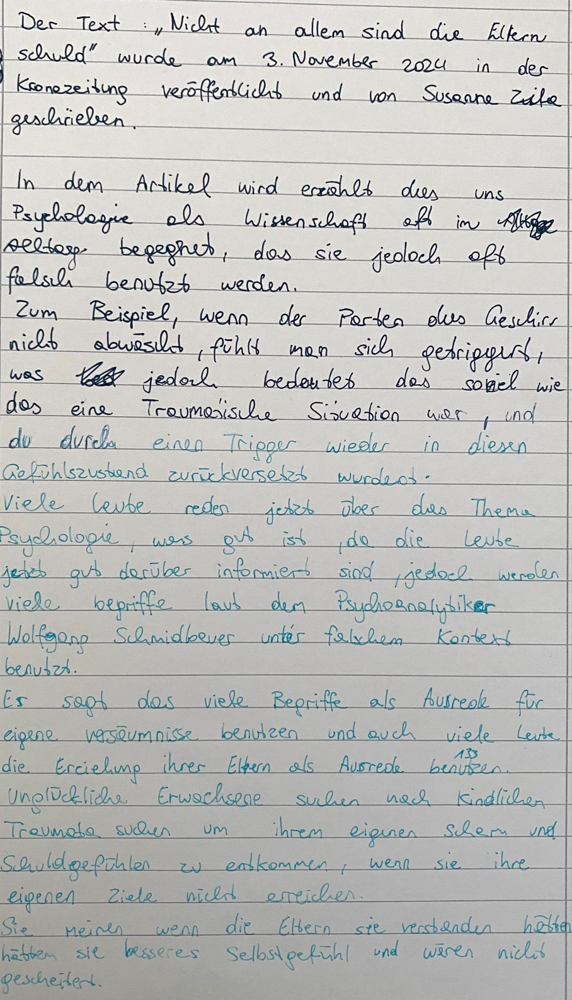 Der Text: „Nicht an allem sind die Eltern
schuld" wurde am 3. November 2024 in der
Kronezeitung veröffentlicht und von Susanne Zita
geschrieben.
In dem Artikel wird erzählt das uns
Psychologie als Wissenschaft oft im
Alltag begegnet, das sie jedoch oft
falsch benutzt werden.
Zum Beispiel, wenn der Parten das Geschirr
nicht abwäscht, fühlt man sich getriggert,
was jedoch bedeutet das soviel wie
das eine Traumatische Situation war, und
du durch einen Trigger wieder in diesen
Gefühlszustand zurückversetzt wurdest.
Viele Leute reden jetzt über das Thema
Psychologie, was gut ist, da die Leute
jetzt gut darüber informiert sind, jedoch werden
viele begriffe laut dem Psychoanalytiker
Wolfgang Schmidbauer unter falschem Kontext
benutzt.
Er sagt das viele Begriffe als Ausrede für
eigene versäumnisse benutzen und auch viele Leute
die Erziehung ihrer Eltern als Ausrede benutzen.
133
Unglückliche Erwachsene suchen nach Kindlichen
Traumata suchen um ihrem eigenen Scham und
Schuldgefühlen zu entkommen, wenn sie ihre
eigenen Ziele nicht erreichen.
Sie meinen wenn die Eltern sie verstanden hätten
hätten sie besseres Selbstgefühl und wären nicht
gescheitert.